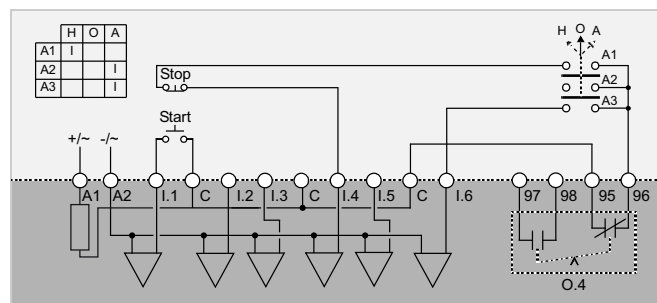 H O A
A1 I
A2 I
A3 I
H O A
A1
A2
A3
Stop
Start
+/~ -/~
A1 A2 I.1 C I.2 I.3 C I.4 I.5 C I.6 97 98 95 96
O.4